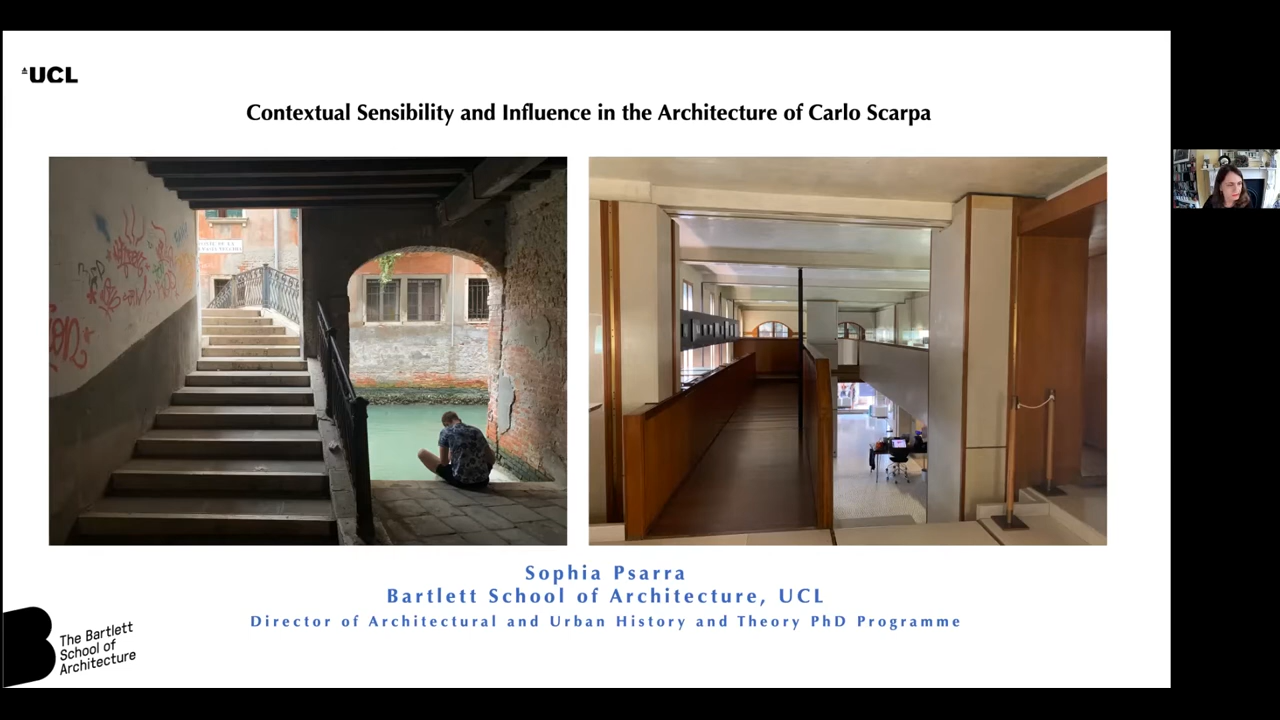 UCL
Contextual Sensibility and Influence in the Architecture of Carlo Scarpa
Sophia Psarra
Bartlett School of Architecture, UCL
Director of Architectural and Urban History and Theory PhD Programme
The Bartlett
School of
Architecture